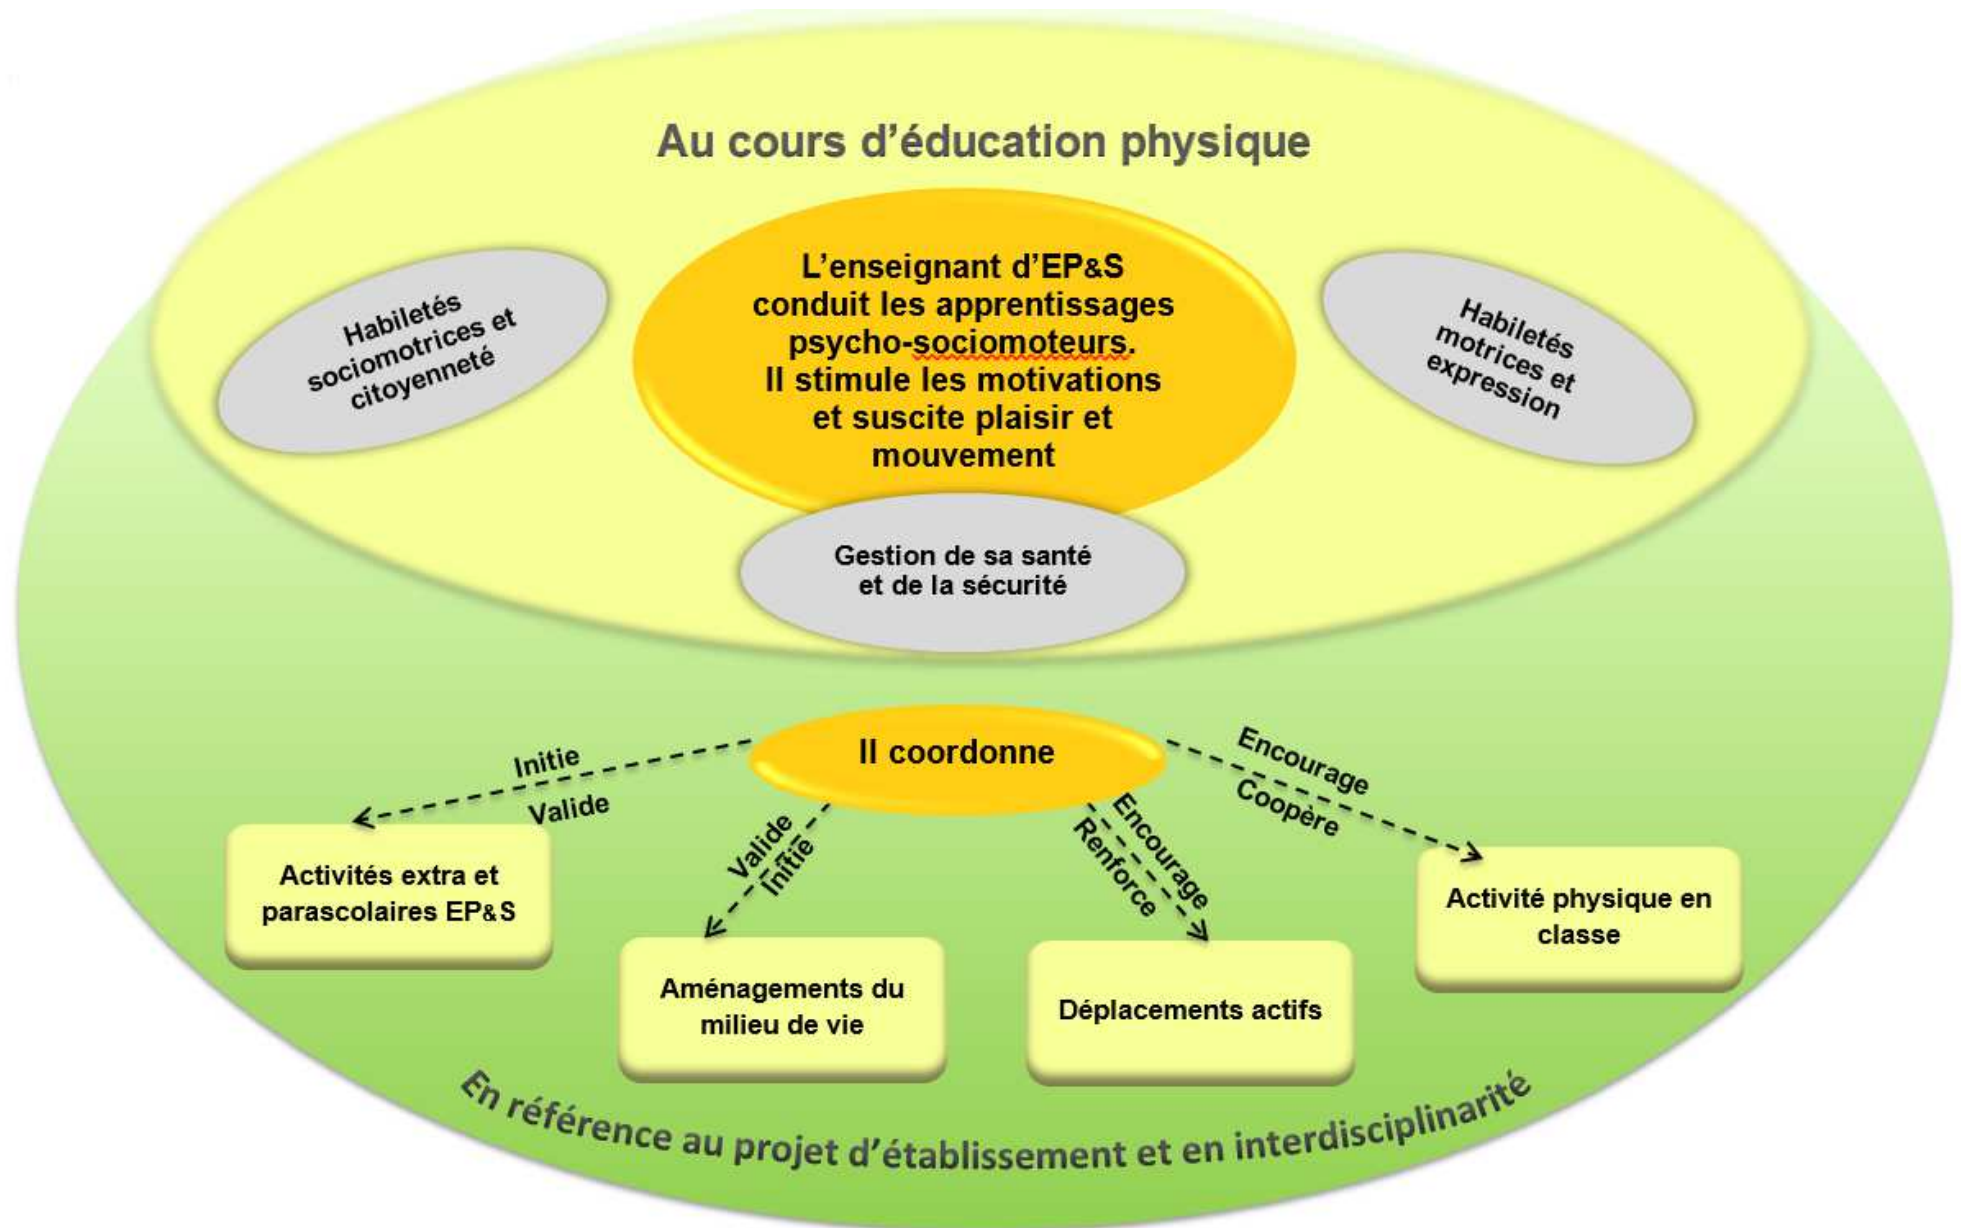 Au cours d’éducation physique
L’enseignant d’EP&S
conduit les apprentissages
psycho-sociomoteurs.
Il stimule les motivations
et suscite plaisir et
mouvement
Habiletés
sociomotrices et
citoyenneté
Habiletés
motrices et
expression
Gestion de sa santé
et de la sécurité
Il coordonne
Initie
Valide
Valide
Initie
Encourage
Renforce
Encourage
Coopère
Activités extra et
parascolaires EP&S
Aménagements du
milieu de vie
Déplacements actifs
Activité physique en
classe
En référence au projet d’établissement et en interdisciplinarité